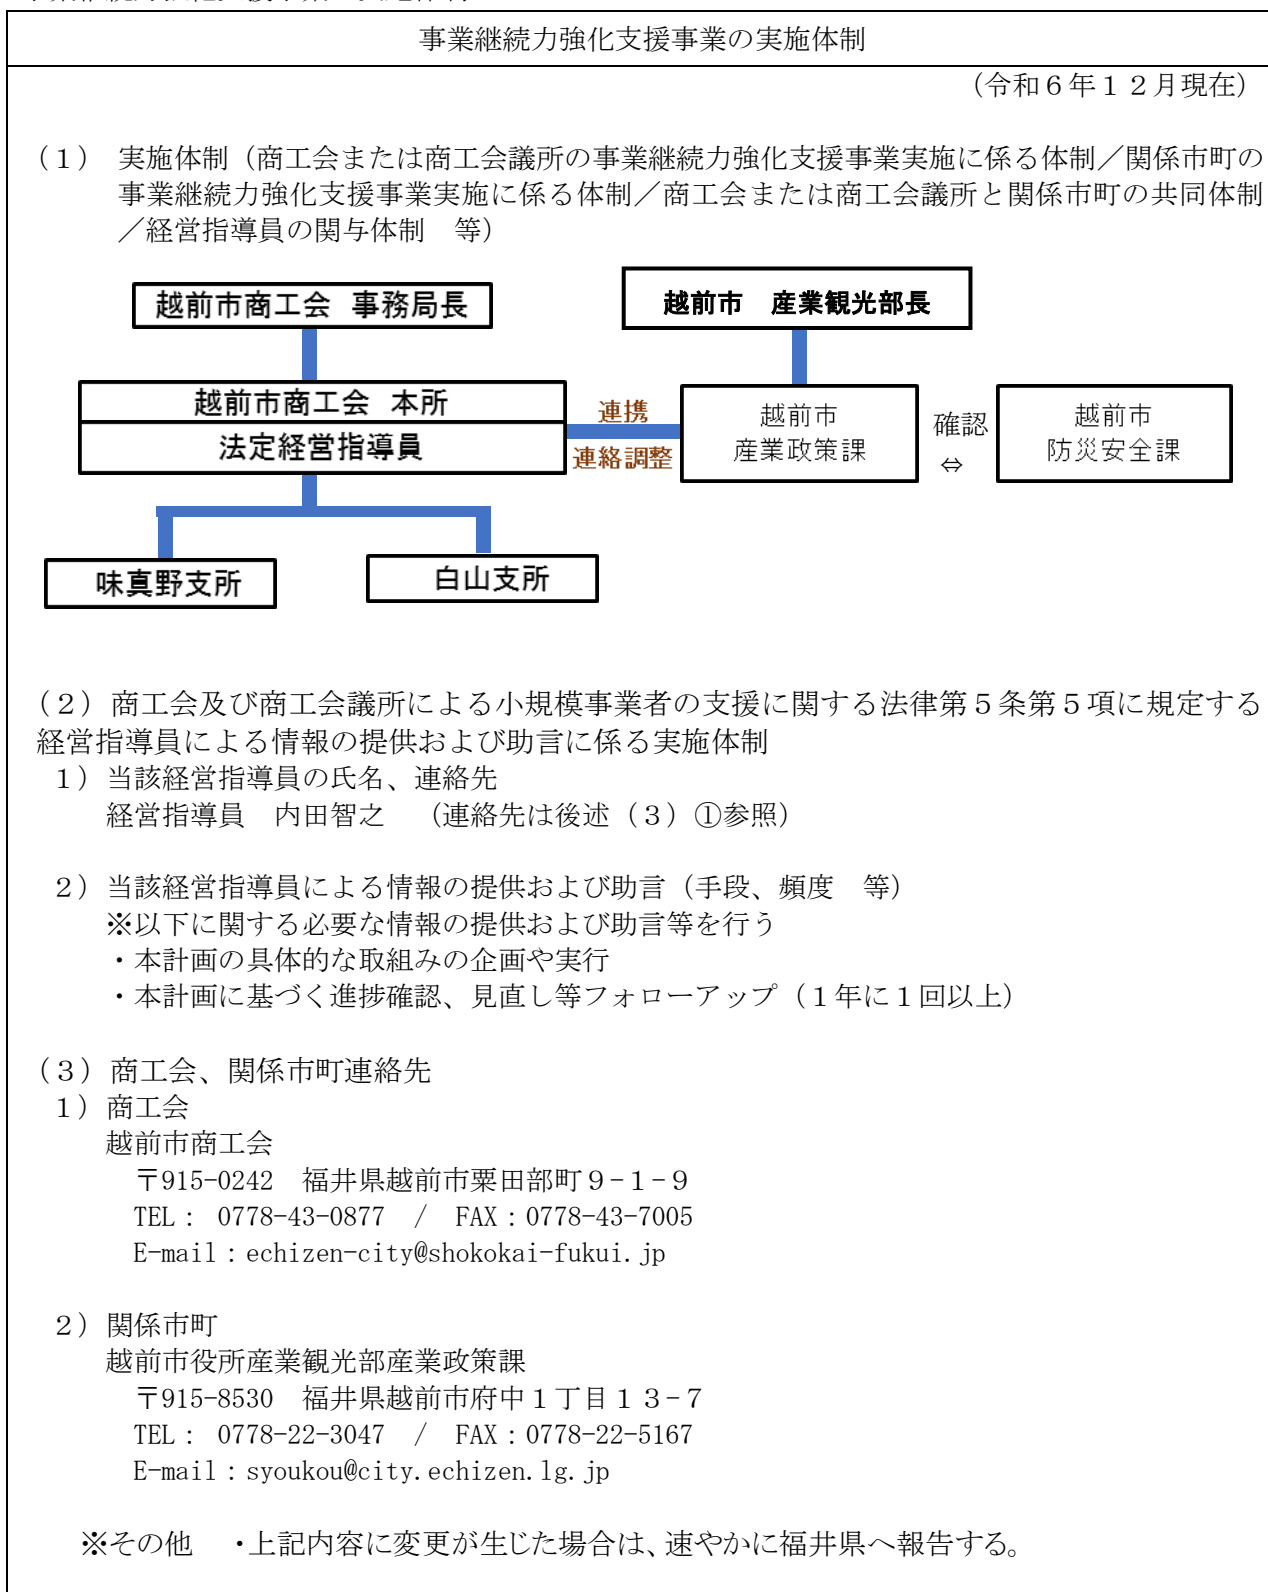 事業継続力強化支援事業の実施体制
（令和６年１２月現在）
（１）　実施体制（商工会または商工会議所の事業継続力強化支援事業実施に係る体制／関係市町の
事業継続力強化支援事業実施に係る体制／商工会または商工会議所と関係市町の共同体制
／経営指導員の関与体制　等）
越前市商工会　事務局長
越前市　産業観光部長
越前市商工会　本所
法定経営指導員
連携
連絡調整
越前市
産業政策課
確認
⇔
越前市
防災安全課
味真野支所
白山支所
（２）商工会及び商工会議所による小規模事業者の支援に関する法律第５条第５項に規定する
経営指導員による情報の提供および助言に係る実施体制
１）当該経営指導員の氏名、連絡先
経営指導員　内田智之　（連絡先は後述（３）①参照）
２）当該経営指導員による情報の提供および助言（手段、頻度　等）
※以下に関する必要な情報の提供および助言等を行う
・本計画の具体的な取組みの企画や実行
・本計画に基づく進捗確認、見直し等フォローアップ（１年に１回以上）
（３）商工会、関係市町連絡先
１）商工会
越前市商工会
〒915-0242　福井県越前市粟田部町９-１-９
TEL： 0778-43-0877　/　FAX：0778-43-7005
E-mail：echizen-city@shokokai-fukui.jp
２）関係市町
越前市役所産業観光部産業政策課
〒915-8530　福井県越前市府中１丁目１３-７
TEL： 0778-22-3047　/　FAX：0778-22-5167
E-mail：syoukou@city.echizen.lg.jp
※その他　・上記内容に変更が生じた場合は、速やかに福井県へ報告する。